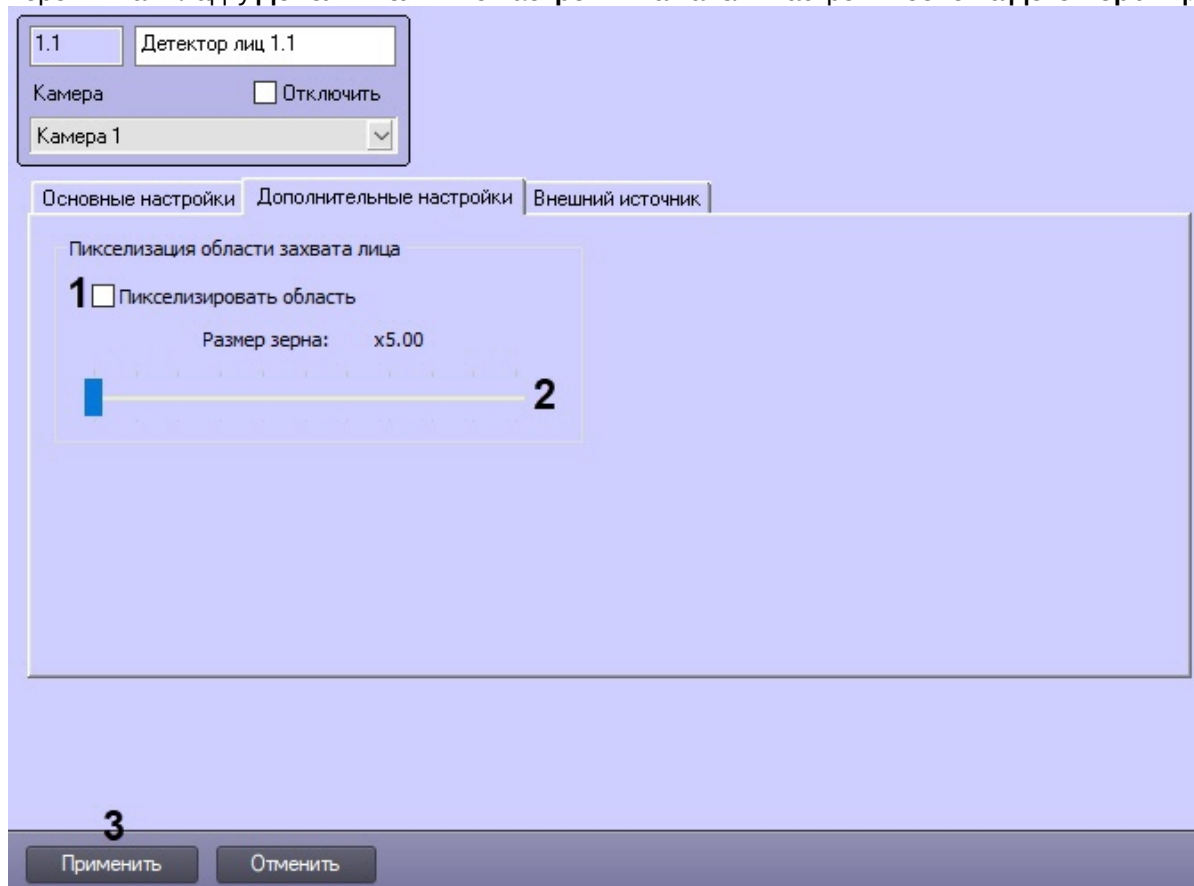 1.1 Детектор лиц 1.1
Камера Отключить
Камера 1
Основные настройки Дополнительные настройки Внешний источник
Пикселизация области захвата лица
1 Пикселизировать область
Размер зерна: x5.00
2
3
Применить Отменить